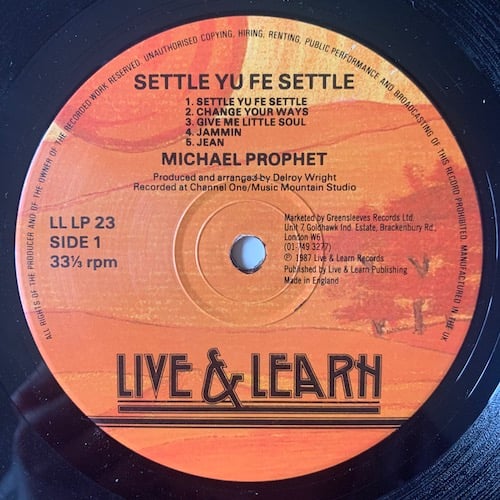 ALL RIGHTS OF THE PRODUCER AND OF THE OWNER OF THE RECORDED WORK RESERVED. UNAUTHORISED COPYING, HIRING, RENTING, PUBLIC PERFORMANCE AND BROADCASTING OF THIS RECORD PROHIBITED. MANUFACTURED IN THE UK
SETTLE YU FE SETTLE
1. SETTLE YU FE SETTLE
2. CHANGE YOUR WAYS
3. GIVE ME LITTLE SOUL
4. JAMMIN
5. JEAN
MICHAEL PROPHET
Produced and arranged by Delroy Wright
Recorded at Channel One/Music Mountain Studio
LL LP 23
SIDE 1
33⅓ rpm
Marketed by Greensleeves Records Ltd.
Unit 7 Goldhawk Ind. Estate, Brackenbury Rd.,
London W6
(01-749 3277)
℗ 1987 Live & Learn Records
Published by Live & Learn Publishing
Made in England
LIVE & LEARN